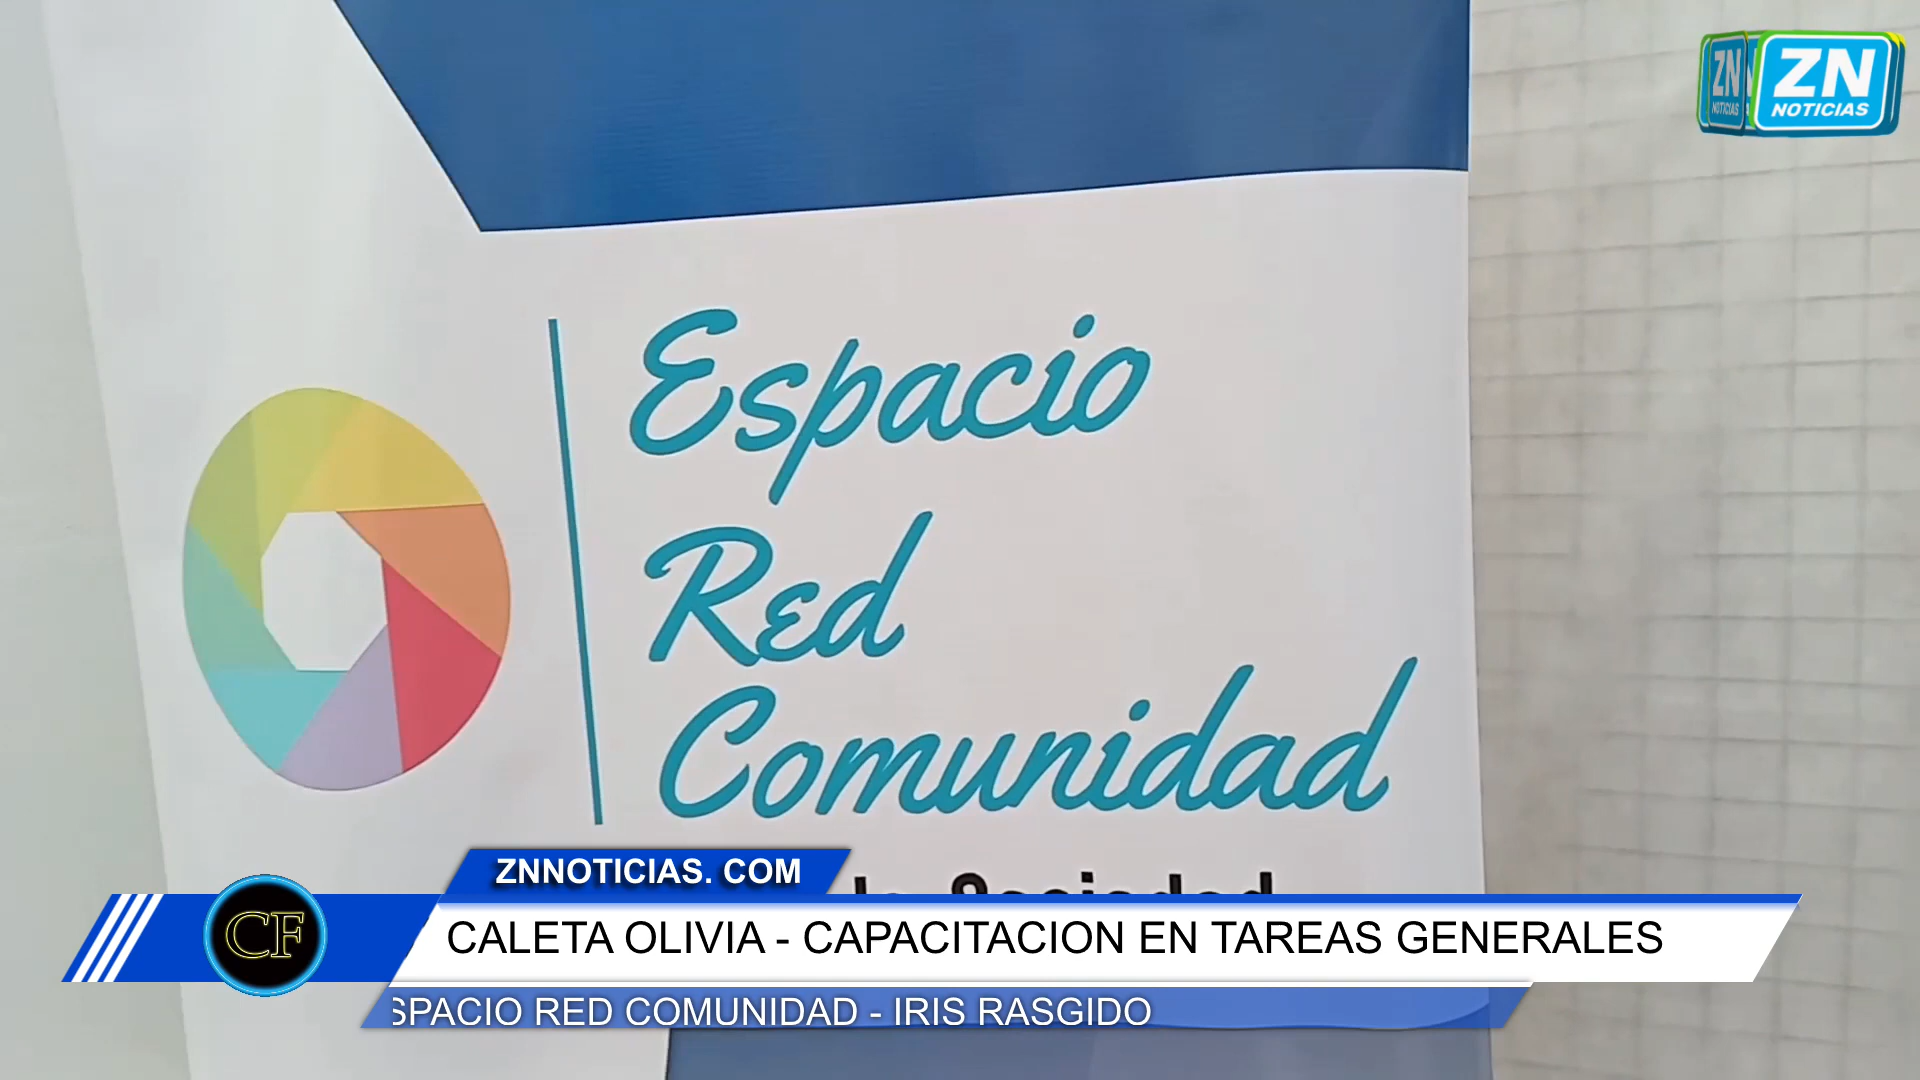 ZN
NOTICIAS
ZN
NOTICIAS
Espacio
Red
Comunidad
ZNNOTICIAS. COM
CF
CALETA OLIVIA - CAPACITACION EN TAREAS GENERALES
SPACIO RED COMUNIDAD - IRIS RASGIDO